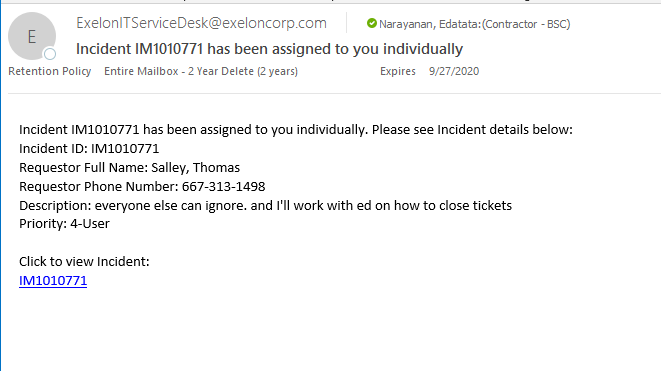 E
ExelonITServiceDesk@exeloncorp.com
Narayanan, Edatata:(Contractor - BSC)
Incident IM1010771 has been assigned to you individually
Retention Policy Entire Mailbox - 2 Year Delete (2 years) Expires 9/27/2020
Incident IM1010771 has been assigned to you individually. Please see Incident details below:
Incident ID: IM1010771
Requestor Full Name: Salley, Thomas
Requestor Phone Number: 667-313-1498
Description: everyone else can ignore. and I'll work with ed on how to close tickets
Priority: 4-User
Click to view Incident:
IM1010771